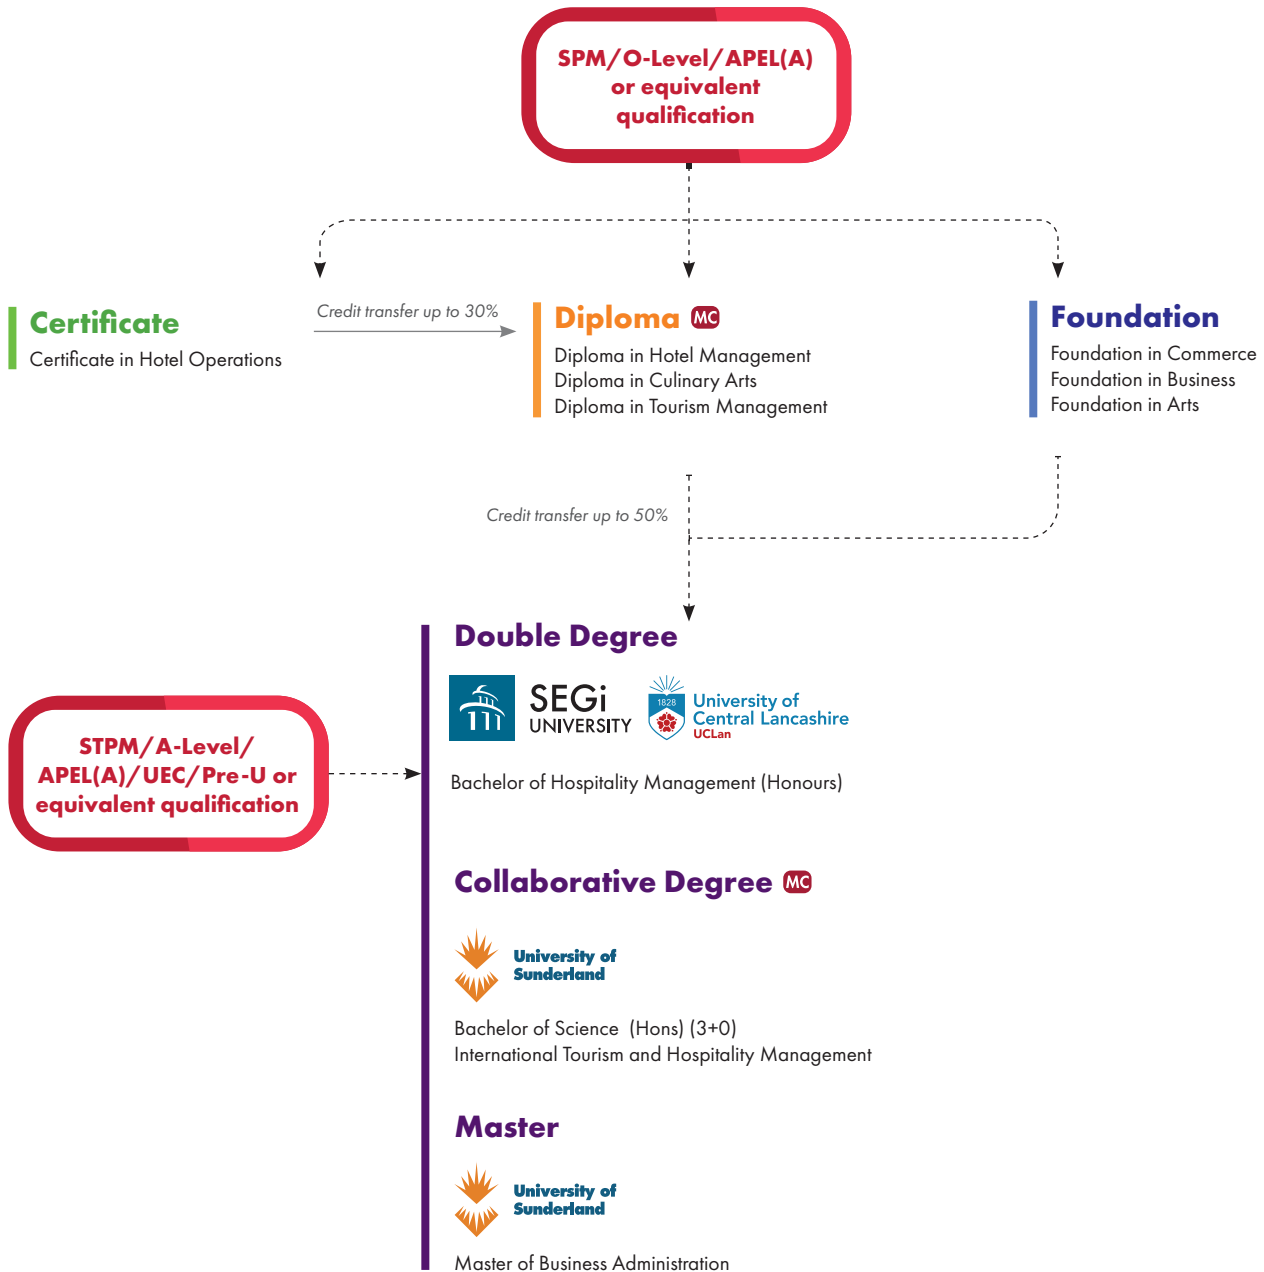 SPM/O-Level/APEL(A)
or equivalent
qualification
Certificate
Certificate in Hotel Operations
Credit transfer up to 30%
Diploma MC
Diploma in Hotel Management
Diploma in Culinary Arts
Diploma in Tourism Management
Foundation
Foundation in Commerce
Foundation in Business
Foundation in Arts
Credit transfer up to 50%
STPM/A-Level/
APEL(A)/UEC/Pre-U or
equivalent qualification
Double Degree
SEGi
UNIVERSITY
1828
University of
Central Lancashire
UCLan
Bachelor of Hospitality Management (Honours)
Collaborative Degree MC
University of
Sunderland
Bachelor of Science (Hons) (3+0)
International Tourism and Hospitality Management
Master
University of
Sunderland
Master of Business Administration